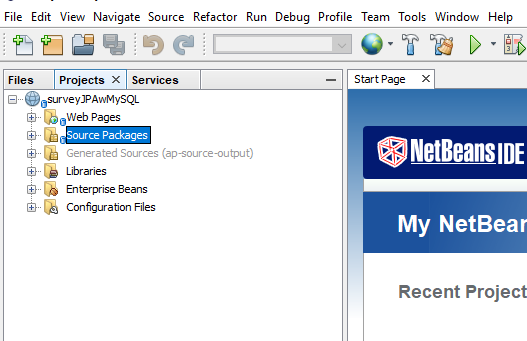 File Edit View Navigate Source Refactor Run Debug Profile Team Tools Window Help
Files Projects Services
Start Page
surveyJPAwMySQL
Web Pages
Source Packages
Generated Sources (ap-source-output)
Libraries
Enterprise Beans
Configuration Files
NetBeans IDE
My NetBean
Recent Project